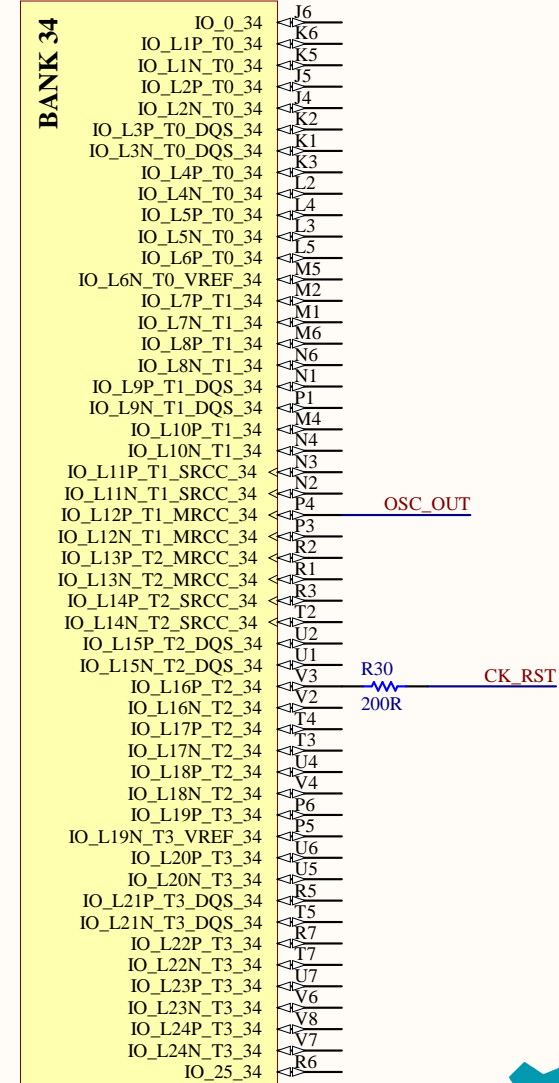 BANK 34
IO_0_34 J6
IO_L1P_T0_34 K6
IO_L1N_T0_34 K5
IO_L2P_T0_34 J5
IO_L2N_T0_34 J4
IO_L3P_T0_DQS_34 K2
IO_L3N_T0_DQS_34 K1
IO_L4P_T0_34 K3
IO_L4N_T0_34 L2
IO_L5P_T0_34 L4
IO_L5N_T0_34 L3
IO_L6P_T0_34 L5
IO_L6N_T0_VREF_34 M5
IO_L7P_T1_34 M2
IO_L7N_T1_34 M1
IO_L8P_T1_34 M6
IO_L8N_T1_34 N6
IO_L9P_T1_DQS_34 N1
IO_L9N_T1_DQS_34 P1
IO_L10P_T1_34 M4
IO_L10N_T1_34 N4
IO_L11P_T1_SRCC_34 N3
IO_L11N_T1_SRCC_34 N2
IO_L12P_T1_MRCC_34 P4 OSC_OUT
IO_L12N_T1_MRCC_34 P3
IO_L13P_T2_MRCC_34 R2
IO_L13N_T2_MRCC_34 R1
IO_L14P_T2_SRCC_34 R3
IO_L14N_T2_SRCC_34 T2
IO_L15P_T2_DQS_34 U2
IO_L15N_T2_DQS_34 U1
IO_L16P_T2_34 V3 R30 CK_RST
200R
IO_L16N_T2_34 V2
IO_L17P_T2_34 T4
IO_L17N_T2_34 T3
IO_L18P_T2_34 U4
IO_L18N_T2_34 V4
IO_L19P_T3_34 P6
IO_L19N_T3_VREF_34 P5
IO_L20P_T3_34 U6
IO_L20N_T3_34 U5
IO_L21P_T3_DQS_34 R5
IO_L21N_T3_DQS_34 T5
IO_L22P_T3_34 R7
IO_L22N_T3_34 T7
IO_L23P_T3_34 U7
IO_L23N_T3_34 V6
IO_L24P_T3_34 V8
IO_L24N_T3_34 V7
IO_25_34 R6